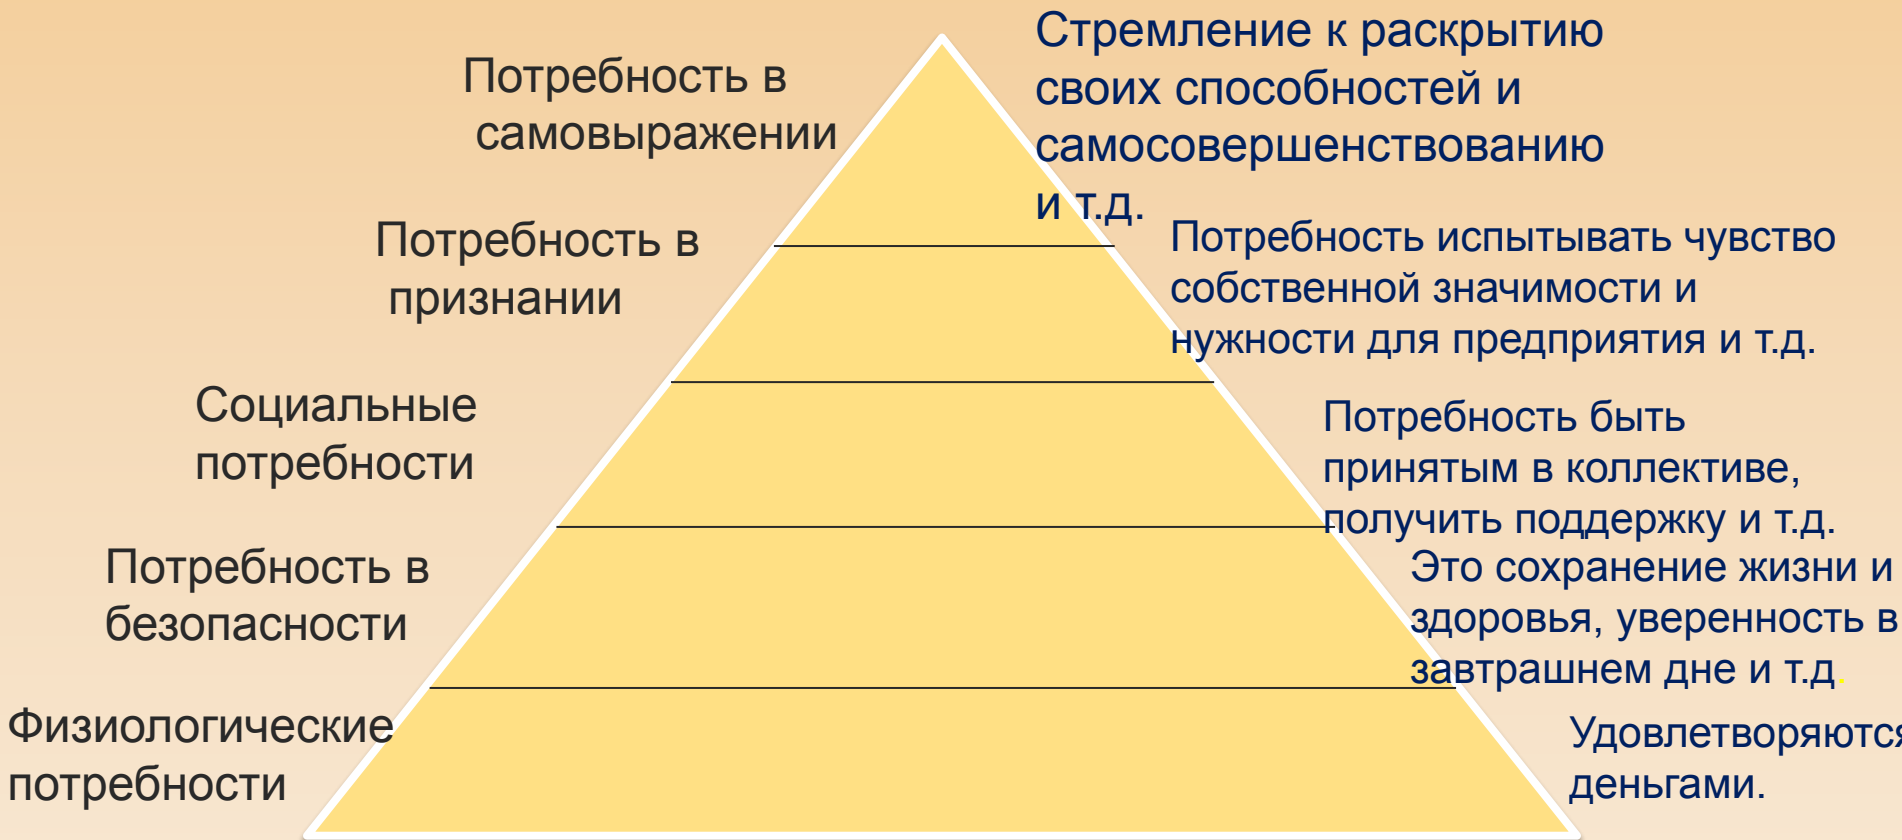 Потребность в
самовыражении
Стремление к раскрытию
своих способностей и
самосовершенствованию
и т.д.
Потребность в
признании
Потребность испытывать чувство
собственной значимости и
нужности для предприятия и т.д.
Социальные
потребности
Потребность быть
принятым в коллективе,
получить поддержку и т.д.
Потребность в
безопасности
Это сохранение жизни и
здоровья, уверенность в
завтрашнем дне и т.д.
Физиологические
потребности
Удовлетворяются
деньгами.